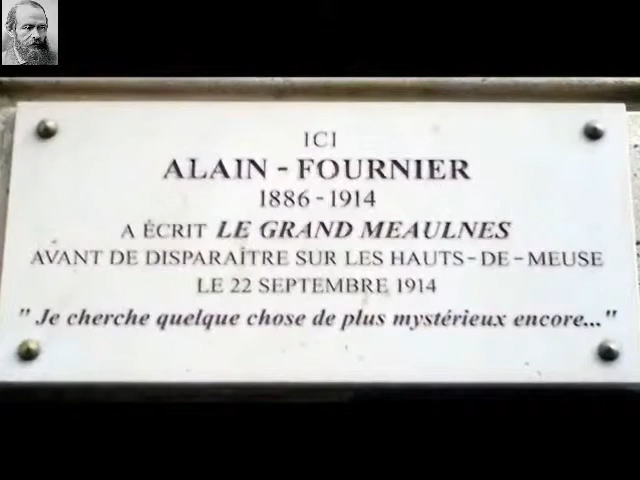 ICI
ALAIN - FOURNIER
1886 - 1914
A ÉCRIT LE GRAND MEAULNES
AVANT DE DISPARAÎTRE SUR LES HAUTS-DE-MEUSE
LE 22 SEPTEMBRE 1914
" Je cherche quelque chose de plus mystérieux encore..."